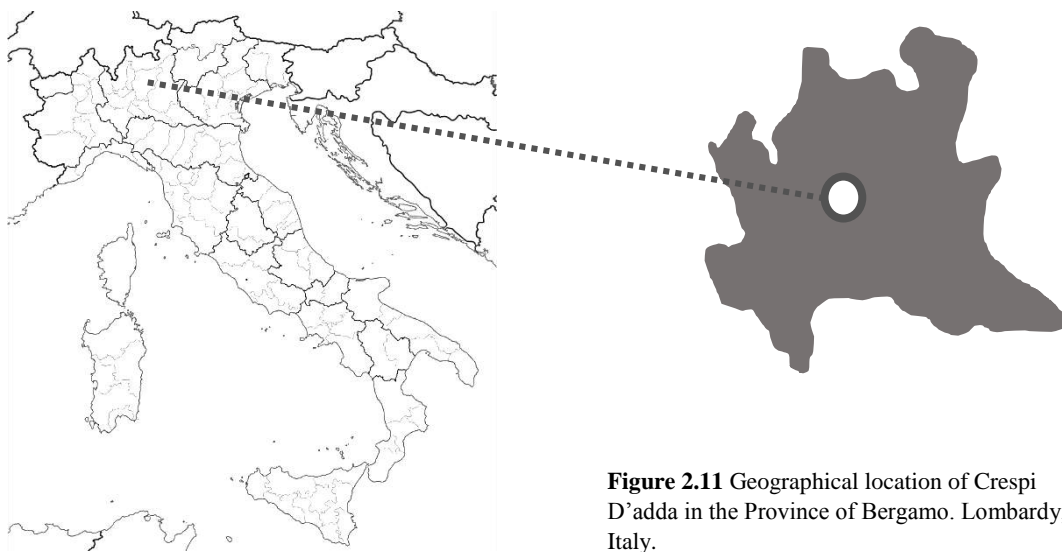 Figure 2.11 Geographical location of Crespi
D’adda in the Province of Bergamo. Lombardy
Italy.